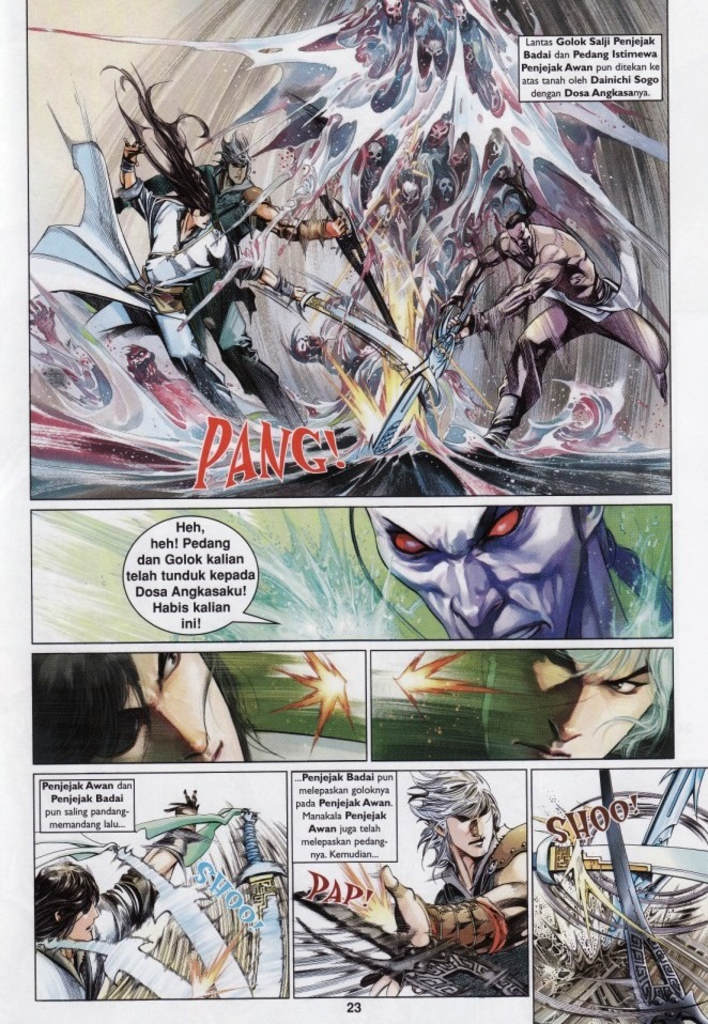 Lantas Golok Salji Penjejak
Badai dan Pedang Istimewa
Penjejak Awan pun ditekan ke
atas tanah oleh Dainichi Sogo
dengan Dosa Angkasanya.
PANG!
Heh,
heh! Pedang
dan Golok kalian
telah tunduk kepada
Dosa Angkasaku!
Habis kalian
ini!
Penjejak Awan dan
Penjejak Badai
pun saling pandang-
memandang lalu...
SHOO!
...Penjejak Badai pun
melepaskan goloknya
pada Penjejak Awan.
Manakala Penjejak
Awan juga telah
melepaskan pedang-
nya. Kemudian...
PAP!
SHOO!
23